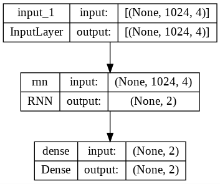 input_1 input: [(None, 1024, 4)]
InputLayer output: [(None, 1024, 4)]
rnn input: (None, 1024, 4)
RNN output: (None, 2)
dense input: (None, 2)
Dense output: (None, 2)